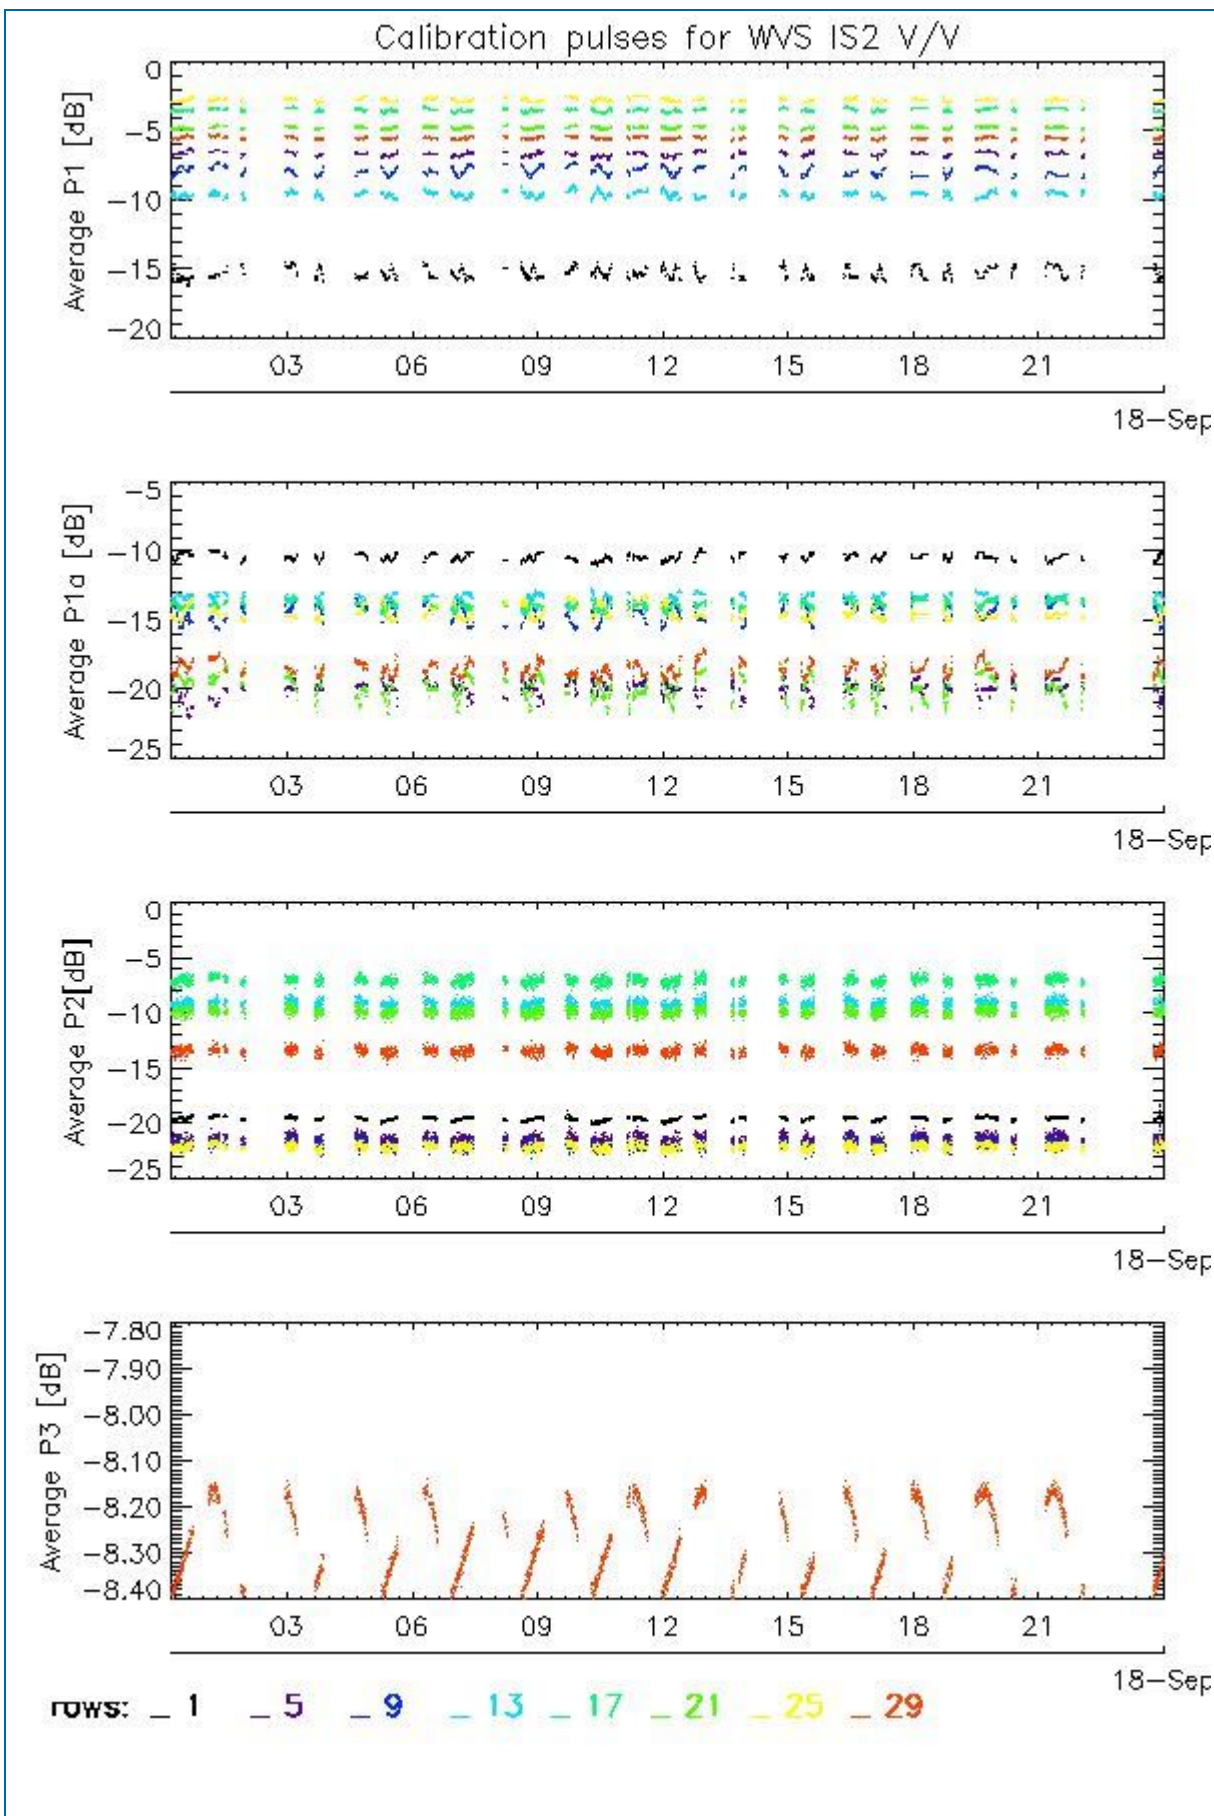 Calibration pulses for WVS IS2 V/V
Average P1 [dB]
0
-5
-10
-15
-20
03 06 09 12 15 18 21
18-Sep
Average P1a [dB]
-5
-10
-15
-20
-25
03 06 09 12 15 18 21
18-Sep
Average P2[dB]
0
-5
-10
-15
-20
-25
03 06 09 12 15 18 21
18-Sep
Average P3 [dB]
-7.80
-7.90
-8.00
-8.10
-8.20
-8.30
-8.40
03 06 09 12 15 18 21
18-Sep
rows: _ 1 _ 5 _ 9 _ 13 _ 17 _ 21 _ 25 _ 29